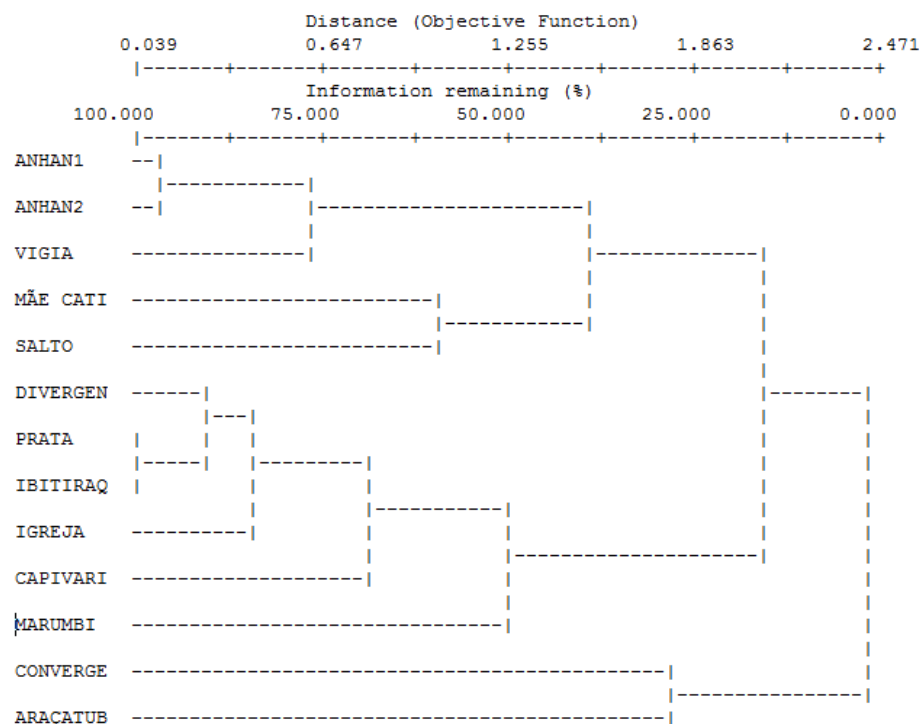 Distance (Objective Function)
0.039 0.647 1.255 1.863 2.471
Information remaining (%)
100.000 75.000 50.000 25.000 0.000
ANHAN1
ANHAN2
VIGIA
MÃE CATI
SALTO
DIVERGEN
PRATA
IBITIRAQ
IGREJA
CAPIVARI
MARUMBI
CONVERGE
ARACATUB